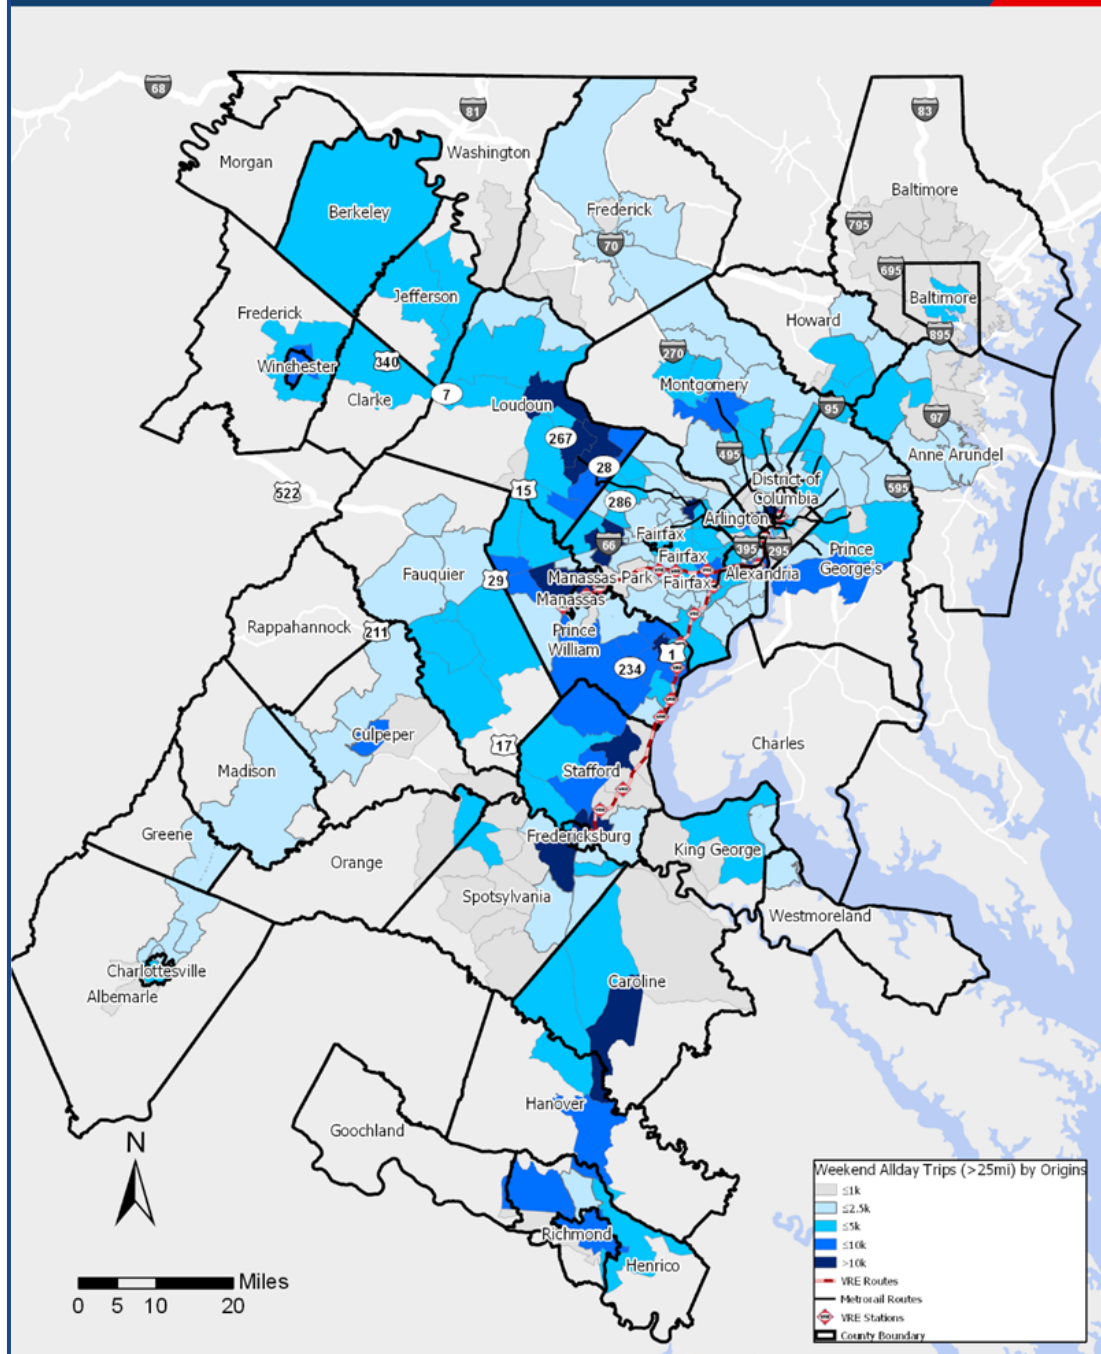 68
81
83
Morgan
Washington
Baltimore
Berkeley
Frederick
795
70
695
Jefferson
Baltimore
Frederick
Howard
895
Winchester
340
270
Montgomery
Clarke
7
Loudoun
95
97
267
495
Anne Arundel
28
District of
Columbia
522
15
286
595
Arlington
Fairfax
66
Fairfax
395
295
Prince
George's
Fauquier
29
Manassas Park
Fairfax
Alexandria
Manassas
Rappahannock
211
Prince
William
234
1
Culpeper
17
Charles
Madison
Stafford
Greene
Fredericksburg
Orange
King George
Spotsylvania
Westmoreland
Charlottesville
Albemarle
Caroline
Hanover
Goochland
N
Richmond
Henrico
Miles
0 5 10 20
Weekend Allday Trips (>25mi) by Origins
≤1k
≤2.5k
≤5k
≤10k
>10k
VRE Routes
Metrorail Routes
VRE Stations
County Boundary